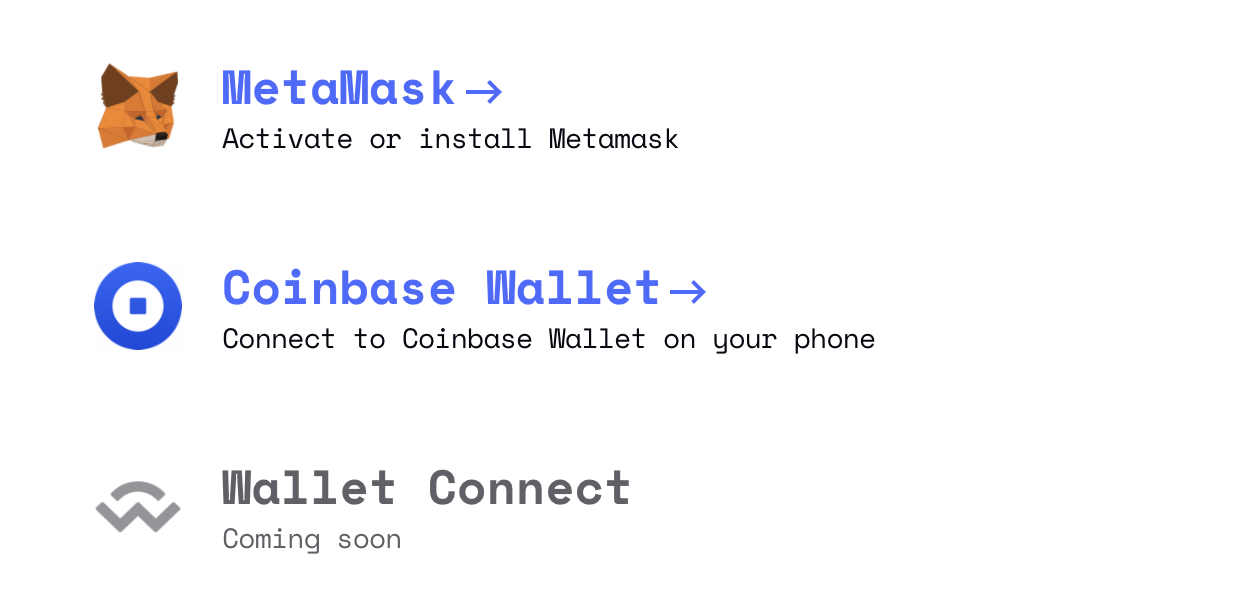 MetaMask→
Activate or install Metamask
Coinbase Wallet→
Connect to Coinbase Wallet on your phone
Wallet Connect
Coming soon